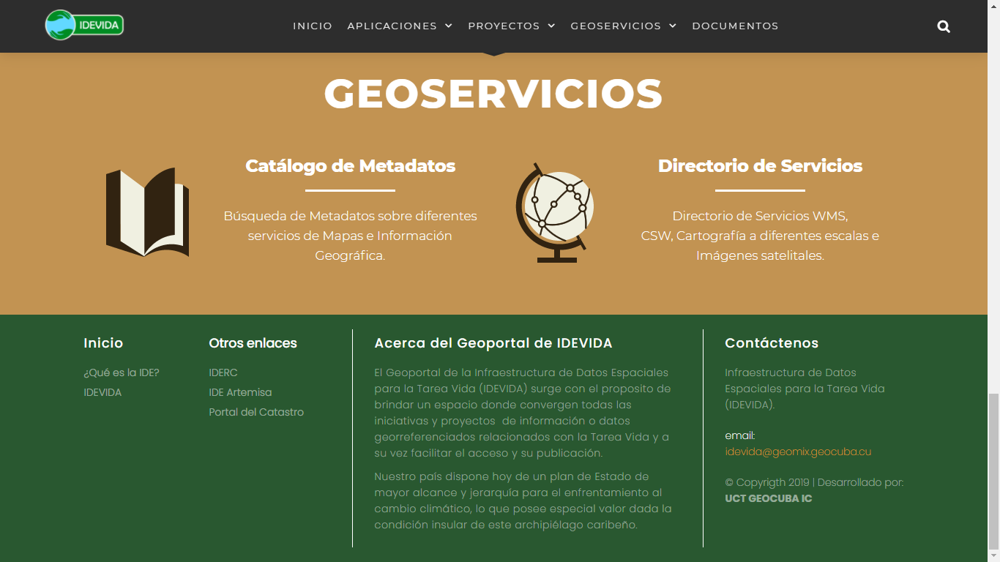 IDEVIDA
INICIO APLICACIONES PROYECTOS GEOSERVICIOS DOCUMENTOS
GEOSERVICIOS
Catálogo de Metadatos
Búsqueda de Metadatos sobre diferentes
servicios de Mapas e Información
Geográfica.
Directorio de Servicios
Directorio de Servicios WMS,
CSW, Cartografía a diferentes escalas e
Imágenes satelitales.
Inicio
¿Qué es la IDE?
IDEVIDA
Otros enlaces
IDERC
IDE Artemisa
Portal del Catastro
Acerca del Geoportal de IDEVIDA
El Geoportal de la Infraestructura de Datos Espaciales
para la Tarea Vida (IDEVIDA) surge con el proposito de
brindar un espacio donde convergen todas las
iniciativas y proyectos de información o datos
georreferenciados relacionados con la Tarea Vida y a
su vez facilitar el acceso y su publicación.
Nuestro país dispone hoy de un plan de Estado de
mayor alcance y jerarquía para el enfrentamiento al
cambio climático, lo que posee especial valor dada la
condición insular de este archipiélago caribeño.
Contáctenos
Infraestructura de Datos
Espaciales para la Tarea Vida
(IDEVIDA).
email:
idevida@geomix.geocuba.cu
© Copyrigth 2019 | Desarrollado por:
UCT GEOCUBA IC